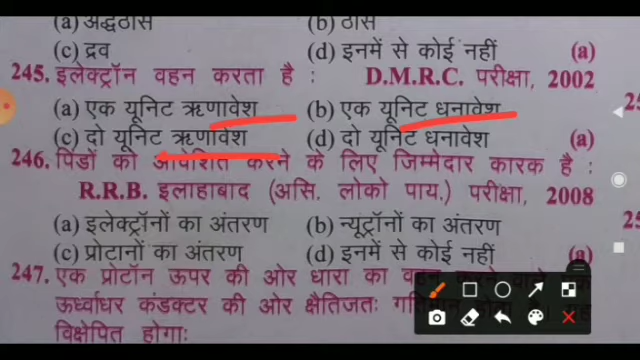 (a) अर्द्धठोस (b) ठोस
(c) द्रव (d) इनमें से कोई नहीं (a)
245. इलेक्ट्रॉन वहन करता है : D.M.R.C. परीक्षा, 2002
(a) एक यूनिट ऋणावेश (b) एक यूनिट धनावेश
(c) दो यूनिट ऋणावेश (d) दो यूनिट धनावेश (a)
246. पिंडों को आवेशित करने के लिए जिम्मेदार कारक है :
R.R.B. इलाहाबाद (असि. लोको पाय.) परीक्षा, 2008
(a) इलेक्ट्रॉनों का अंतरण (b) न्यूट्रॉनों का अंतरण
(c) प्रोटानों का अंतरण (d) इनमें से कोई नहीं (a)
247. एक प्रोटॉन ऊपर की ओर धारा का वहन
ऊर्ध्वाधर कंडक्टर की ओर क्षैतिजतः
विक्षेपित होगाः